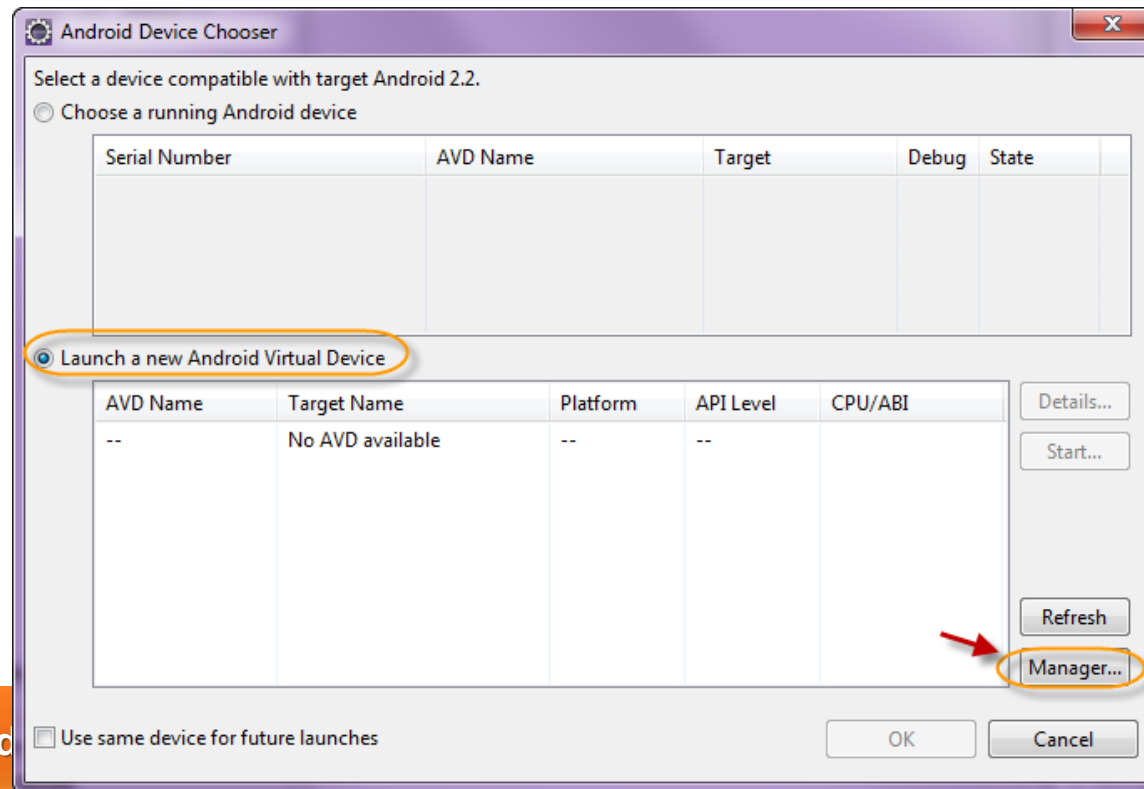 Android Device Chooser
Select a device compatible with target Android 2.2.
Choose a running Android device
Serial Number AVD Name Target Debug State
Launch a new Android Virtual Device
AVD Name Target Name Platform API Level CPU/ABI Details...
-- No AVD available -- --
Start...
Refresh
Manager...
Use same device for future launches OK Cancel